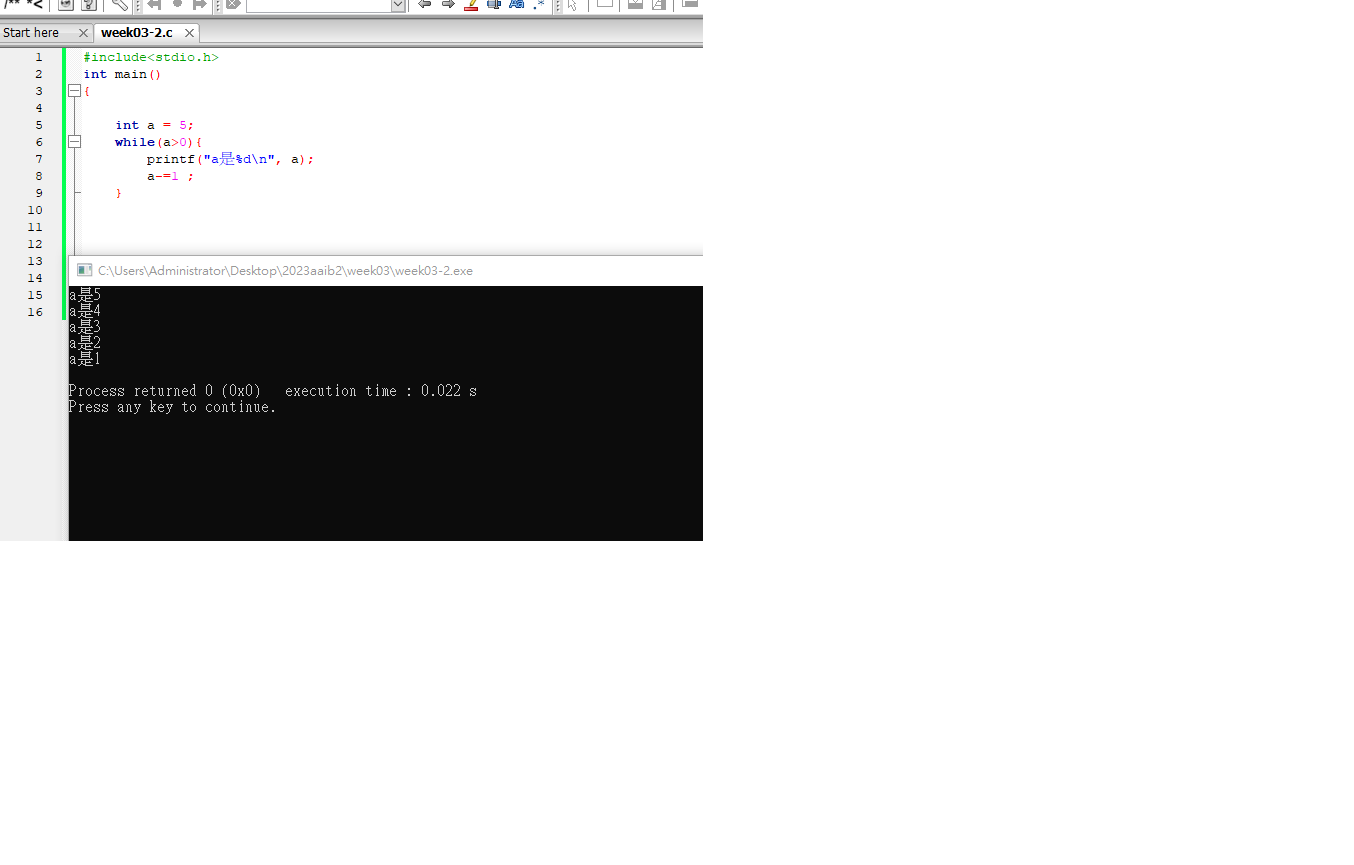 Start here
week03-2.c
1 #include<stdio.h>
2 int main()
3 {
4
5 int a = 5;
6 while(a>0){
7 printf("a是%d\n", a);
8 a-=1 ;
9 }
10
11
12
13
14
15
16
C:\Users\Administrator\Desktop\2023aaib2\week03\week03-2.exe
a是5
a是4
a是3
a是2
a是1
Process returned 0 (0x0)   execution time : 0.022 s
Press any key to continue.